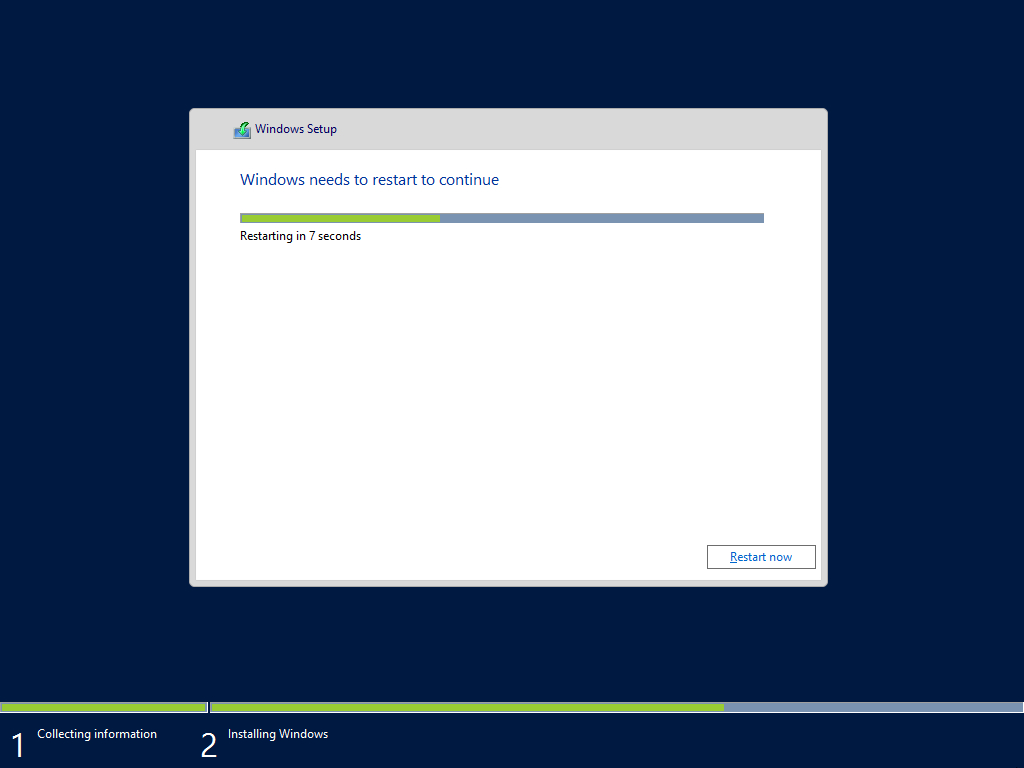 Windows Setup
Windows needs to restart to continue
Restarting in 7 seconds
Restart now
1 Collecting information 2 Installing Windows